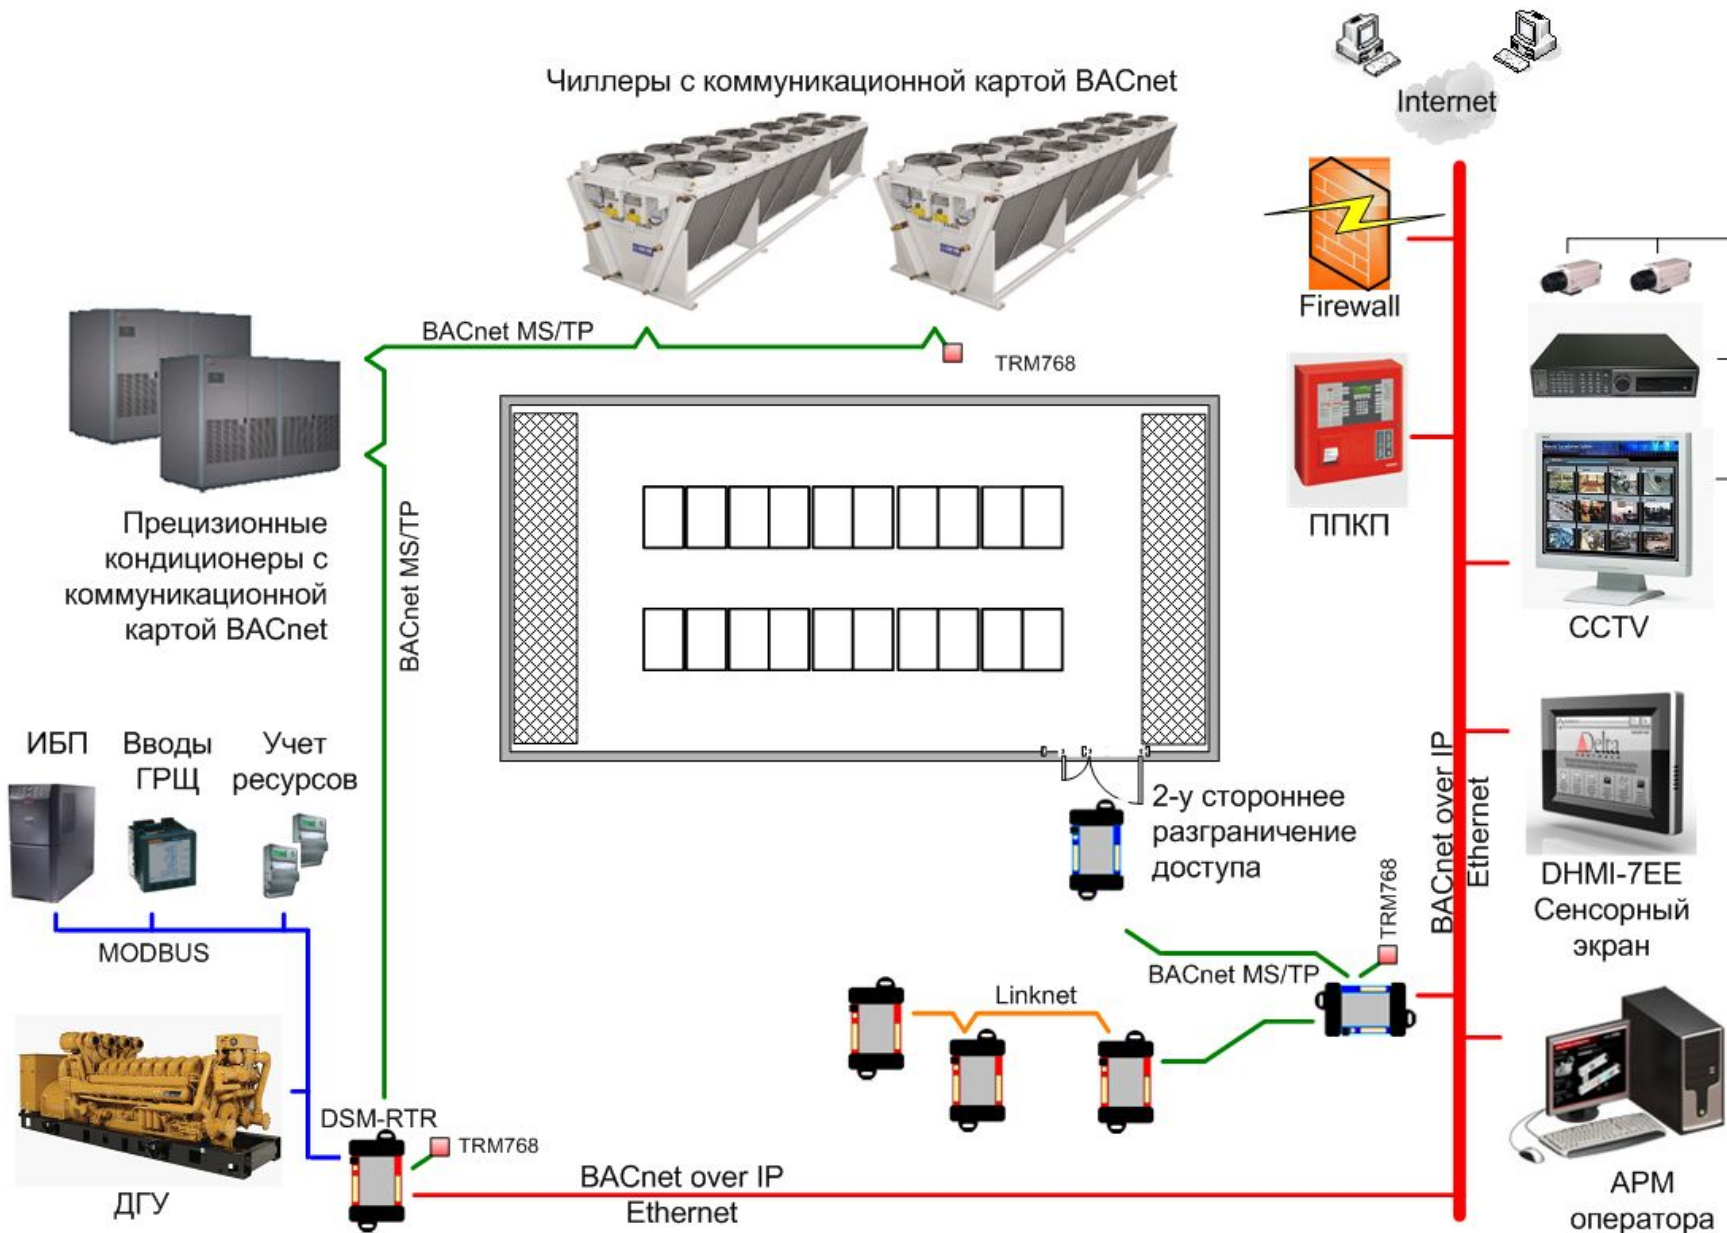 Чиллеры с коммуникационной картой BACnet
Internet
Firewall
BACnet MS/TP
TRM768
ППКП
Прецизионные
кондиционеры с
коммуникационной
картой BACnet
BACnet MS/TP
CCTV
ИБП
Вводы
ГРЩ
Учет
ресурсов
MODBUS
2-у стороннее
разграничение
доступа
BACnet over IP
Ethernet
Delta
DHMI-7EE
Сенсорный
экран
TRM768
BACnet MS/TP
Linknet
DSM-RTR
TRM768
ДГУ
BACnet over IP
Ethernet
АРМ
оператора